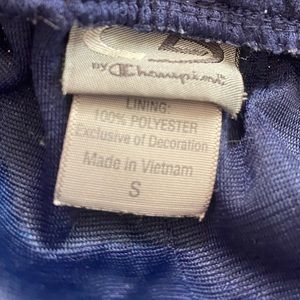 BY Champion
LINING:
100% POLYESTER
Exclusive of Decoration
Made in Vietnam
S